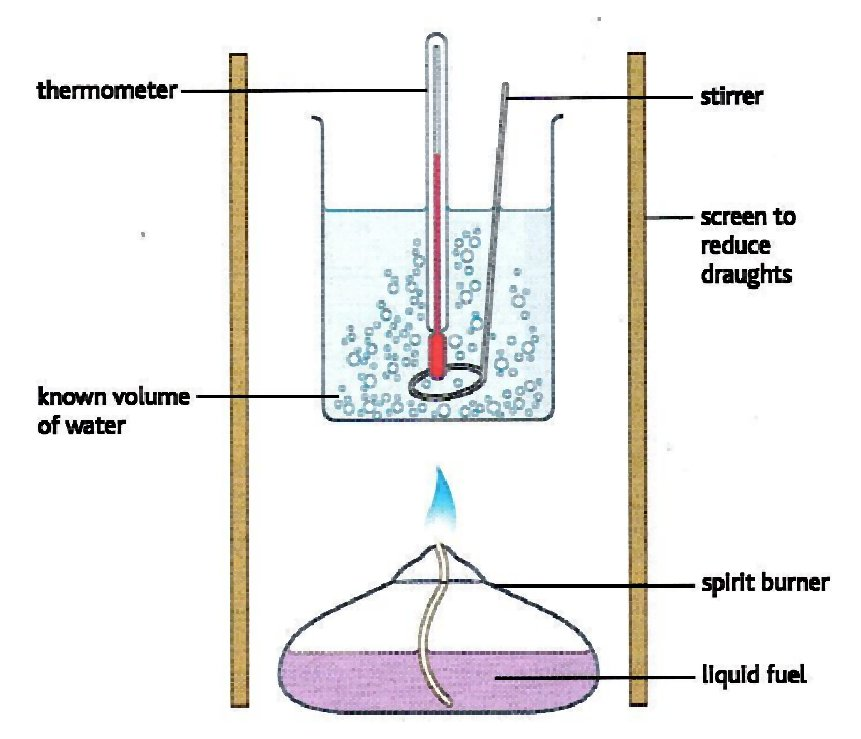 thermometer
stirrer
screen to
reduce
draughts
known volume
of water
spirit burner
liquid fuel